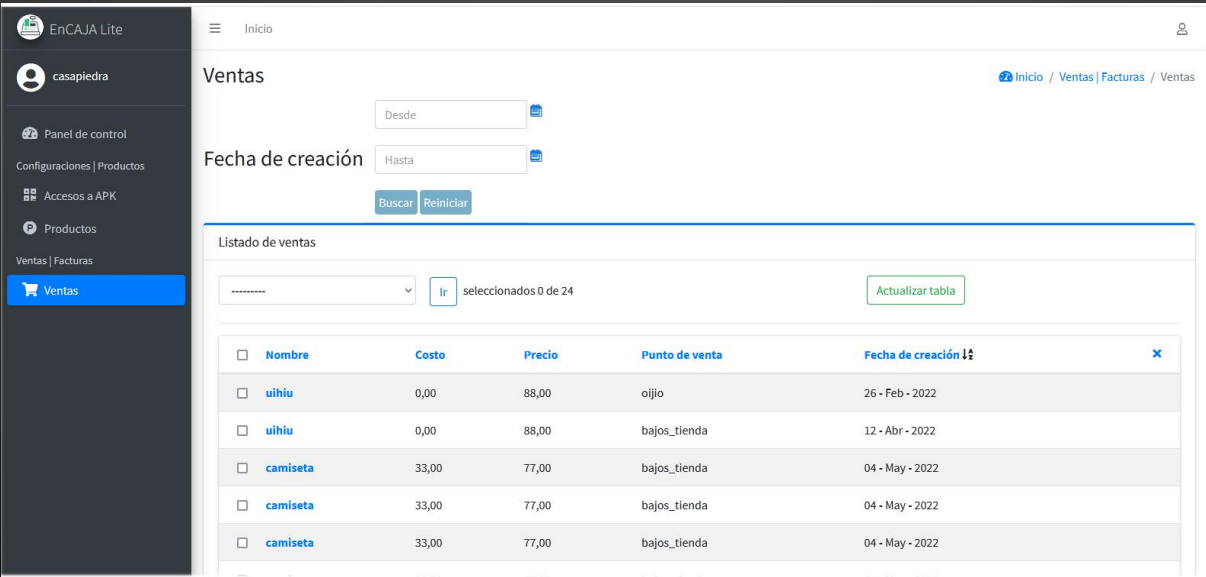 EnCAJA Lite
Inicio
casapiedra
Ventas
Inicio / Ventas | Facturas / Ventas
Panel de control
Configuraciones | Productos
Accesos a APK
Productos
Ventas | Facturas
Ventas
Desde
Fecha de creación
Hasta
Buscar Reiniciar
Listado de ventas
--------- Ir seleccionados 0 de 24 Actualizar tabla
Nombre Costo Precio Punto de venta Fecha de creación
uihiu 0,00 88,00 oijio 26 - Feb - 2022
uihiu 0,00 88,00 bajos_tienda 12 - Abr - 2022
camiseta 33,00 77,00 bajos_tienda 04 - May - 2022
camiseta 33,00 77,00 bajos_tienda 04 - May - 2022
camiseta 33,00 77,00 bajos_tienda 04 - May - 2022